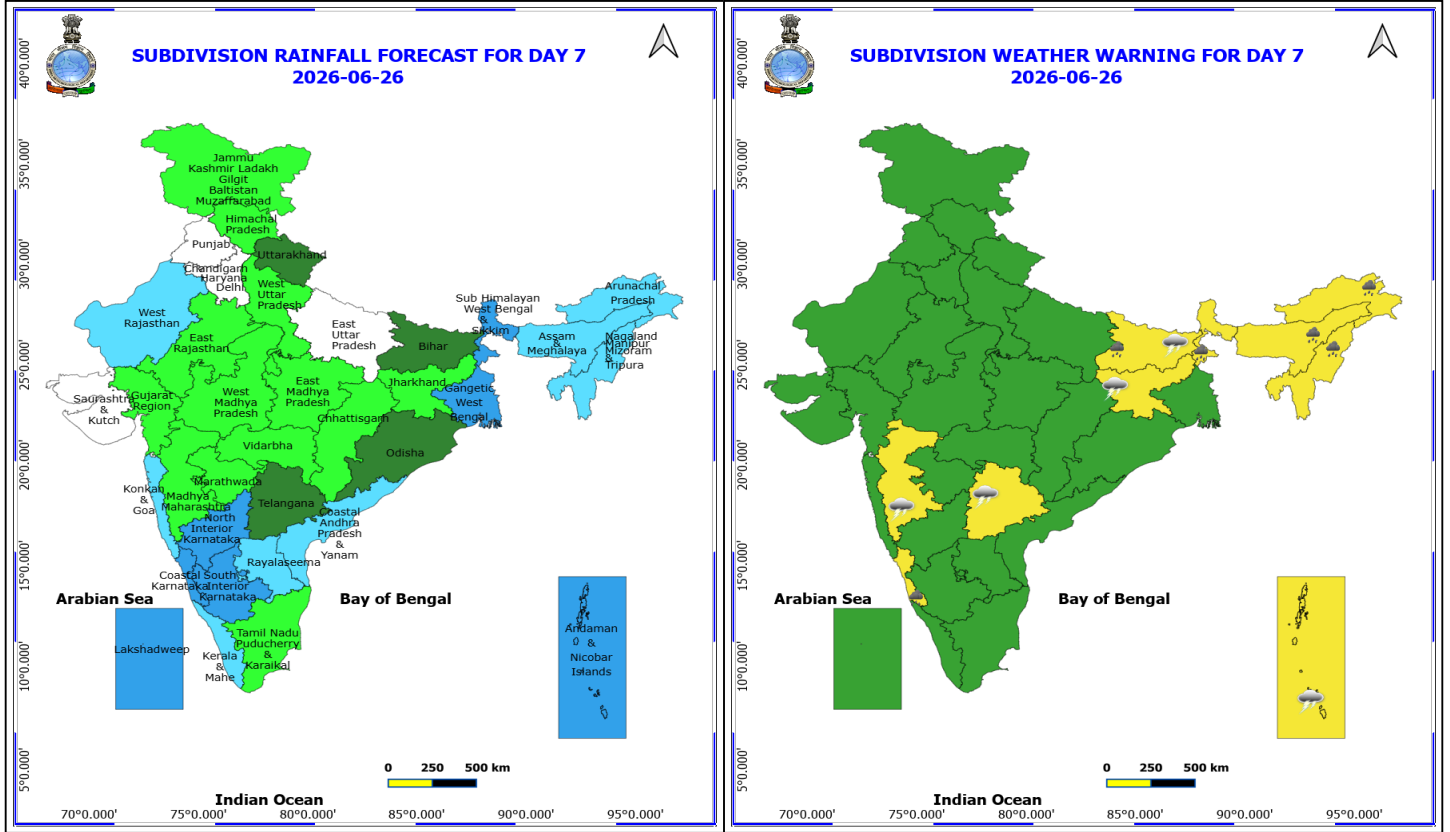 SUBDIVISION RAINFALL FORECAST FOR DAY 7
2026-06-26
40°0.000'
35°0.000'
30°0.000'
25°0.000'
20°0.000'
15°0.000'
10°0.000'
5°0.000'
Jammu
Kashmir Ladakh
Gilgit
Baltistan
Muzaffarabad
Himachal
Pradesh
Punjab
Uttarakhand
Chandigarh
Haryana
Delhi
West
Uttar
Pradesh
West
Rajasthan
East
Rajasthan
East
Uttar
Pradesh
Sub Himalayan
West Bengal
&
Sikkim
Arunachal
Pradesh
Assam
&
Meghalaya
Nagaland
Manipur
Mizoram
&
Tripura
Bihar
Jharkhand
Gangetic
West
Bengal
Saurashtra
&
Kutch
Gujarat
Region
West
Madhya
Pradesh
East
Madhya
Pradesh
Chhattisgarh
Vidarbha
Odisha
Konkan
&
Goa
Madhya
Maharashtra
Marathwada
Telangana
North
Interior
Karnataka
Coastal
Andhra
Pradesh
&
Yanam
Rayalaseema
Coastal
Karnataka
South
Interior
Karnataka
Arabian Sea
Bay of Bengal
Lakshadweep
Kerala
&
Mahe
Tamil Nadu
Puducherry
&
Karaikal
Andaman
&
Nicobar
Islands
0 250 500 km
Indian Ocean
70°0.000' 75°0.000' 80°0.000' 85°0.000' 90°0.000' 95°0.000'
SUBDIVISION WEATHER WARNING FOR DAY 7
2026-06-26
40°0.000'
35°0.000'
30°0.000'
25°0.000'
20°0.000'
15°0.000'
10°0.000'
5°0.000'
Arabian Sea
Bay of Bengal
0 250 500 km
Indian Ocean
70°0.000' 75°0.000' 80°0.000' 85°0.000' 90°0.000' 95°0.000'